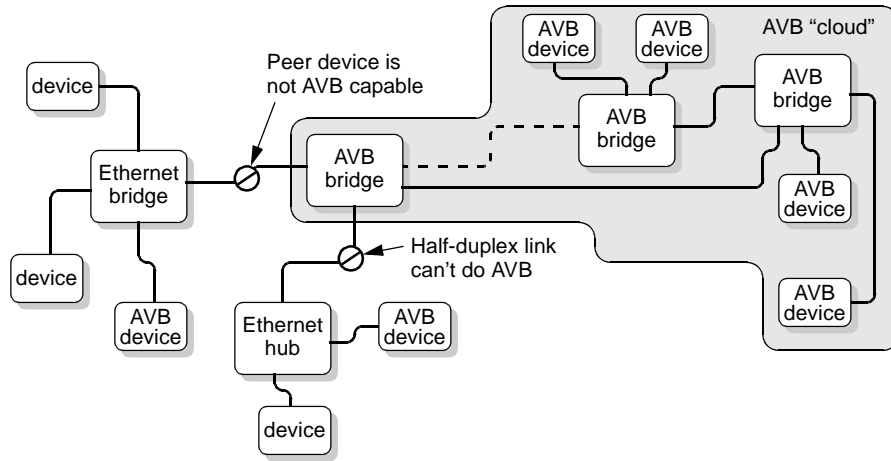 AVB "cloud"
AVB
device
AVB
device
Peer device is
not AVB capable
device
AVB
bridge
AVB
bridge
AVB
bridge
Ethernet
bridge
AVB
device
Half-duplex link
can't do AVB
device
AVB
device
AVB
device
Ethernet
hub
AVB
device
device